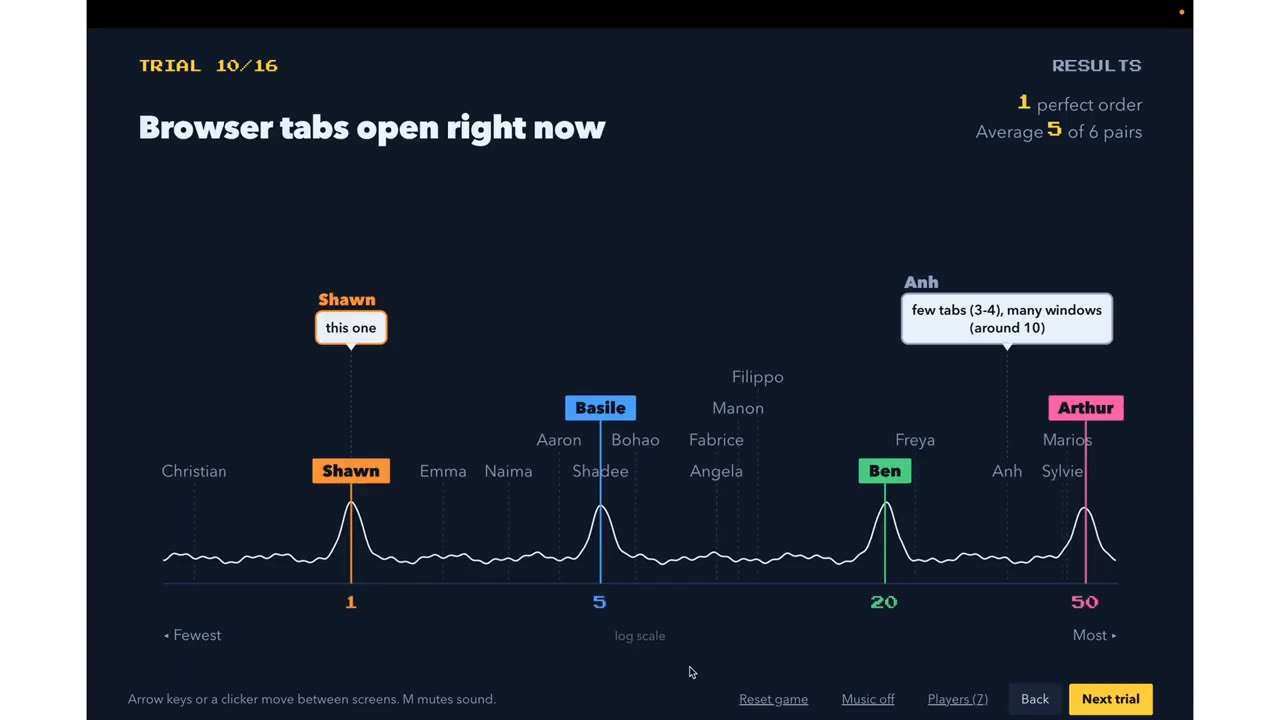 TRIAL 10/16
RESULTS
Browser tabs open right now
1 perfect order
Average 5 of 6 pairs
Anh
few tabs (3-4), many windows
(around 10)
Shawn
this one
Filippo
Basile
Manon
Arthur
Aaron
Bohao
Fabrice
Freya
Marios
Christian
Shawn
Emma
Naima
Shadee
Angela
Ben
Anh
Sylvie
1
5
20
50
◂ Fewest
log scale
Most ▸
Arrow keys or a clicker move between screens. M mutes sound.
Reset game
Music off
Players (7)
Back
Next trial